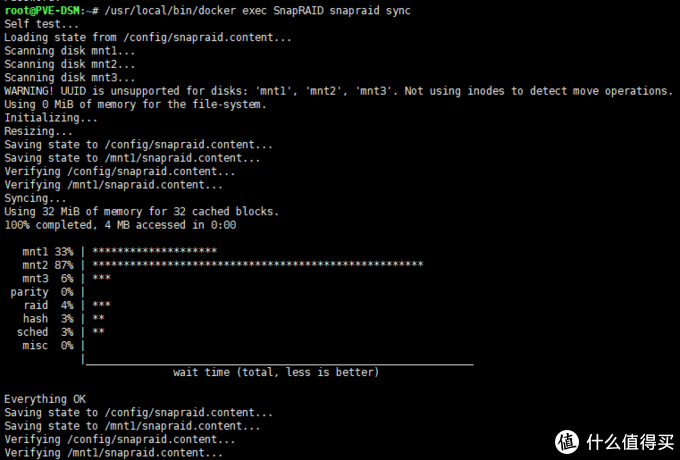 root@PVE-DSM:~# /usr/local/bin/docker exec SnapRAID snapraid sync
Self test...
Loading state from /config/snapraid.content...
Scanning disk mnt1...
Scanning disk mnt2...
Scanning disk mnt3...
WARNING! UUID is unsupported for disks: 'mnt1', 'mnt2', 'mnt3'. Not using inodes to detect move operations.
Using 0 MiB of memory for the file-system.
Initializing...
Resizing...
Saving state to /config/snapraid.content...
Saving state to /mnt1/snapraid.content...
Verifying /config/snapraid.content...
Verifying /mnt1/snapraid.content...
Syncing...
Using 32 MiB of memory for 32 cached blocks.
100% completed, 4 MB accessed in 0:00
mnt1 33% | ********************
mnt2 87% | *****************************************************
mnt3 6% | ***
parity 0% |
raid 4% | ***
hash 3% | **
sched 3% | **
misc 0% |
|______________________________________________________________
wait time (total, less is better)
Everything OK
Saving state to /config/snapraid.content...
Saving state to /mnt1/snapraid.content...
Verifying /config/snapraid.content...
Verifying /mnt1/snapraid.content...
值 什么值得买